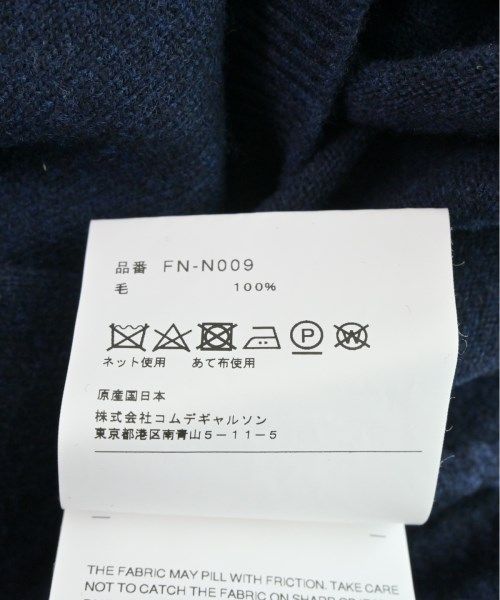 品番 FN-N009
毛 100%
P W
ネット使用 あて布使用
原産国日本
株式会社コムデギャルソン
東京都港区南青山5-11-5
THE FABRIC MAY PILL WITH FRICTION. TAKE CARE
NOT TO CATCH THE FABRIC ON SHARP OR